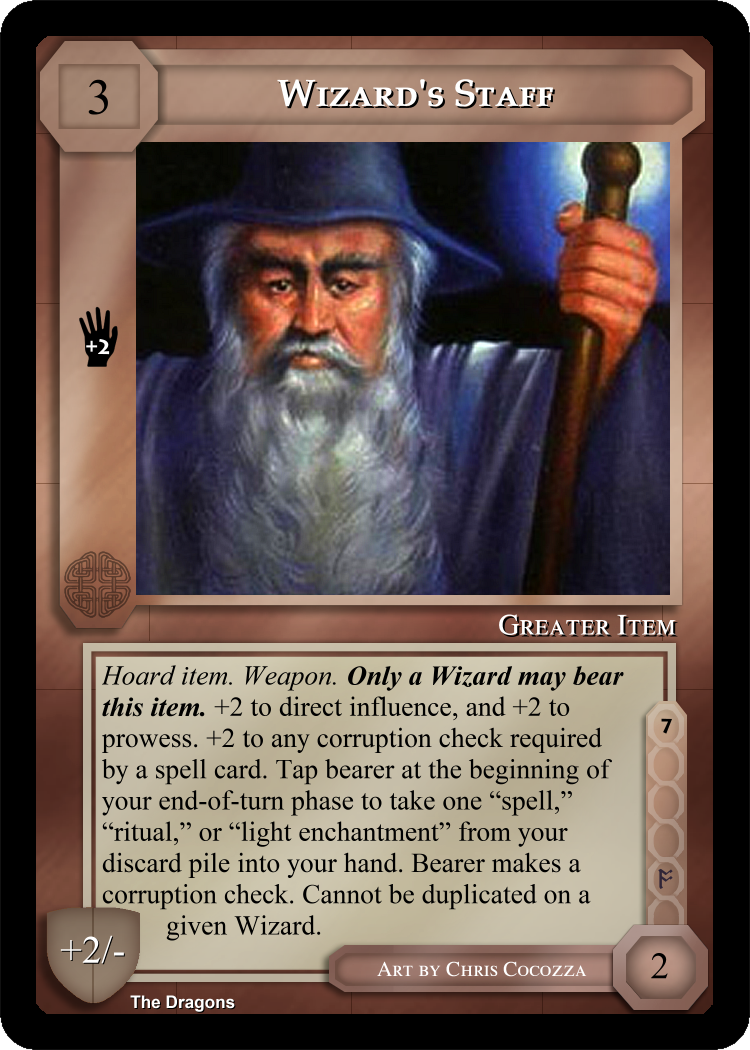 3
Wizard's Staff
+2
Greater Item
Hoard item. Weapon. Only a Wizard may bear
this item. +2 to direct influence, and +2 to
prowess. +2 to any corruption check required
by a spell card. Tap bearer at the beginning of
your end-of-turn phase to take one “spell,”
“ritual,” or “light enchantment” from your
discard pile into your hand. Bearer makes a
corruption check. Cannot be duplicated on a
given Wizard.
7
ᚩ
+2/-
Art by Chris Cocozza
2
The Dragons